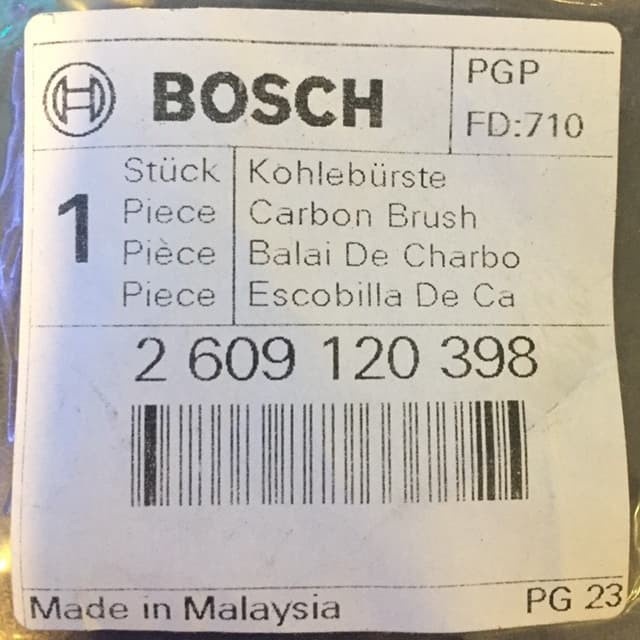 BOSCH
PGP
FD:710
1
Stück Kohlebürste
Piece Carbon Brush
Pièce Balai De Charbo
Piece Escobilla De Ca
2 609 120 398
Made in Malaysia PG 23